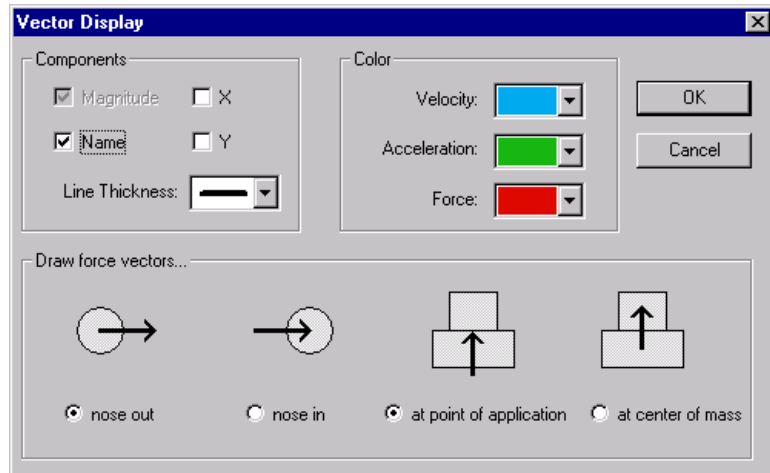 Vector Display
Components
Magnitude
X
Name
Y
Line Thickness:
Color
Velocity:
Acceleration:
Force:
OK
Cancel
Draw force vectors...
nose out
nose in
at point of application
at center of mass